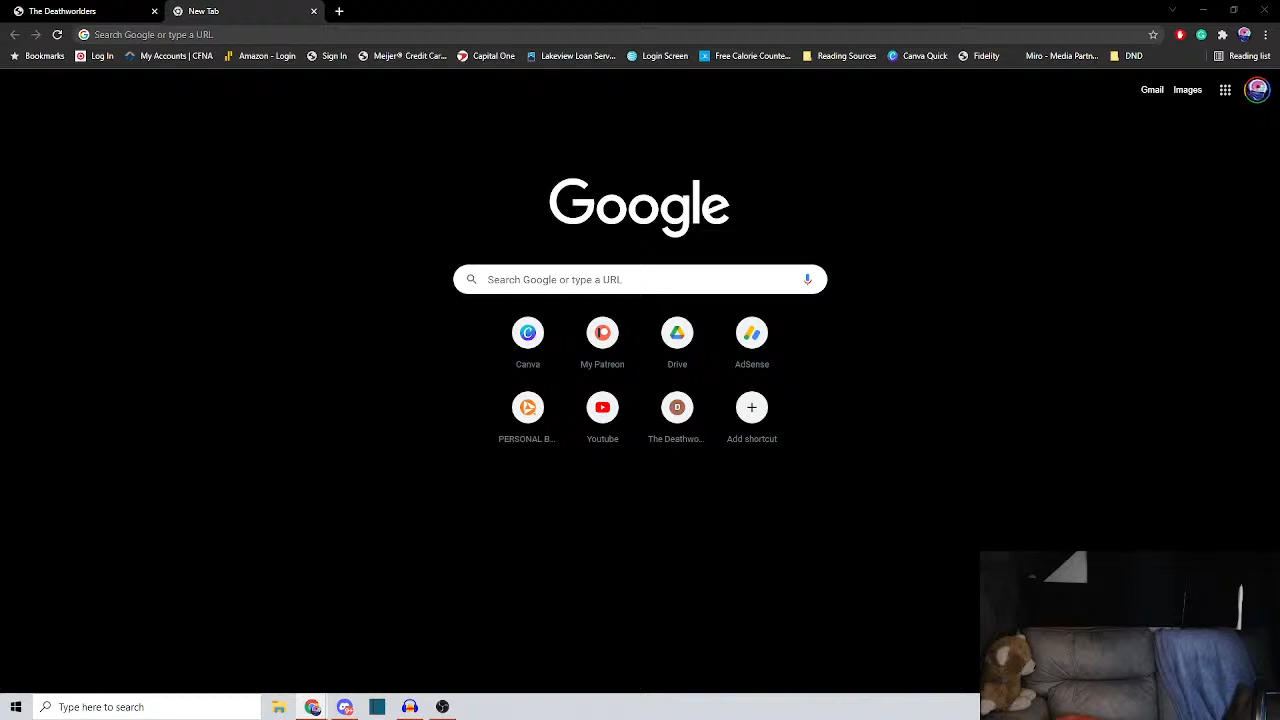 The Deathworlders
New Tab
Search Google or type a URL
Bookmarks
Log In
My Accounts | CFNA
Amazon - Login
Sign In
Meijer® Credit Car...
Capital One
Lakeview Loan Serv...
Login Screen
Free Calorie Counte...
Reading Sources
Canva Quick
Fidelity
Miro - Media Partn...
DND
Reading list
Gmail
Images
Google
Search Google or type a URL
Canva
My Patreon
Drive
AdSense
PERSONAL B...
Youtube
D
The Deathwo...
Add shortcut
Type here to search